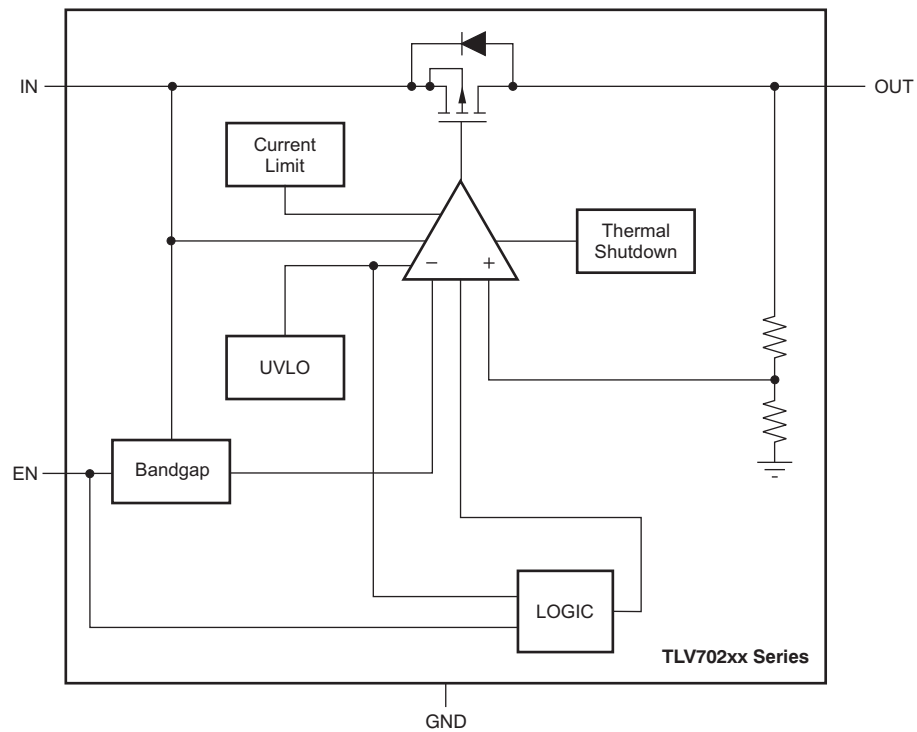 IN
OUT
Current
Limit
Thermal
Shutdown
−
+
UVLO
EN
Bandgap
LOGIC
TLV702xx Series
GND